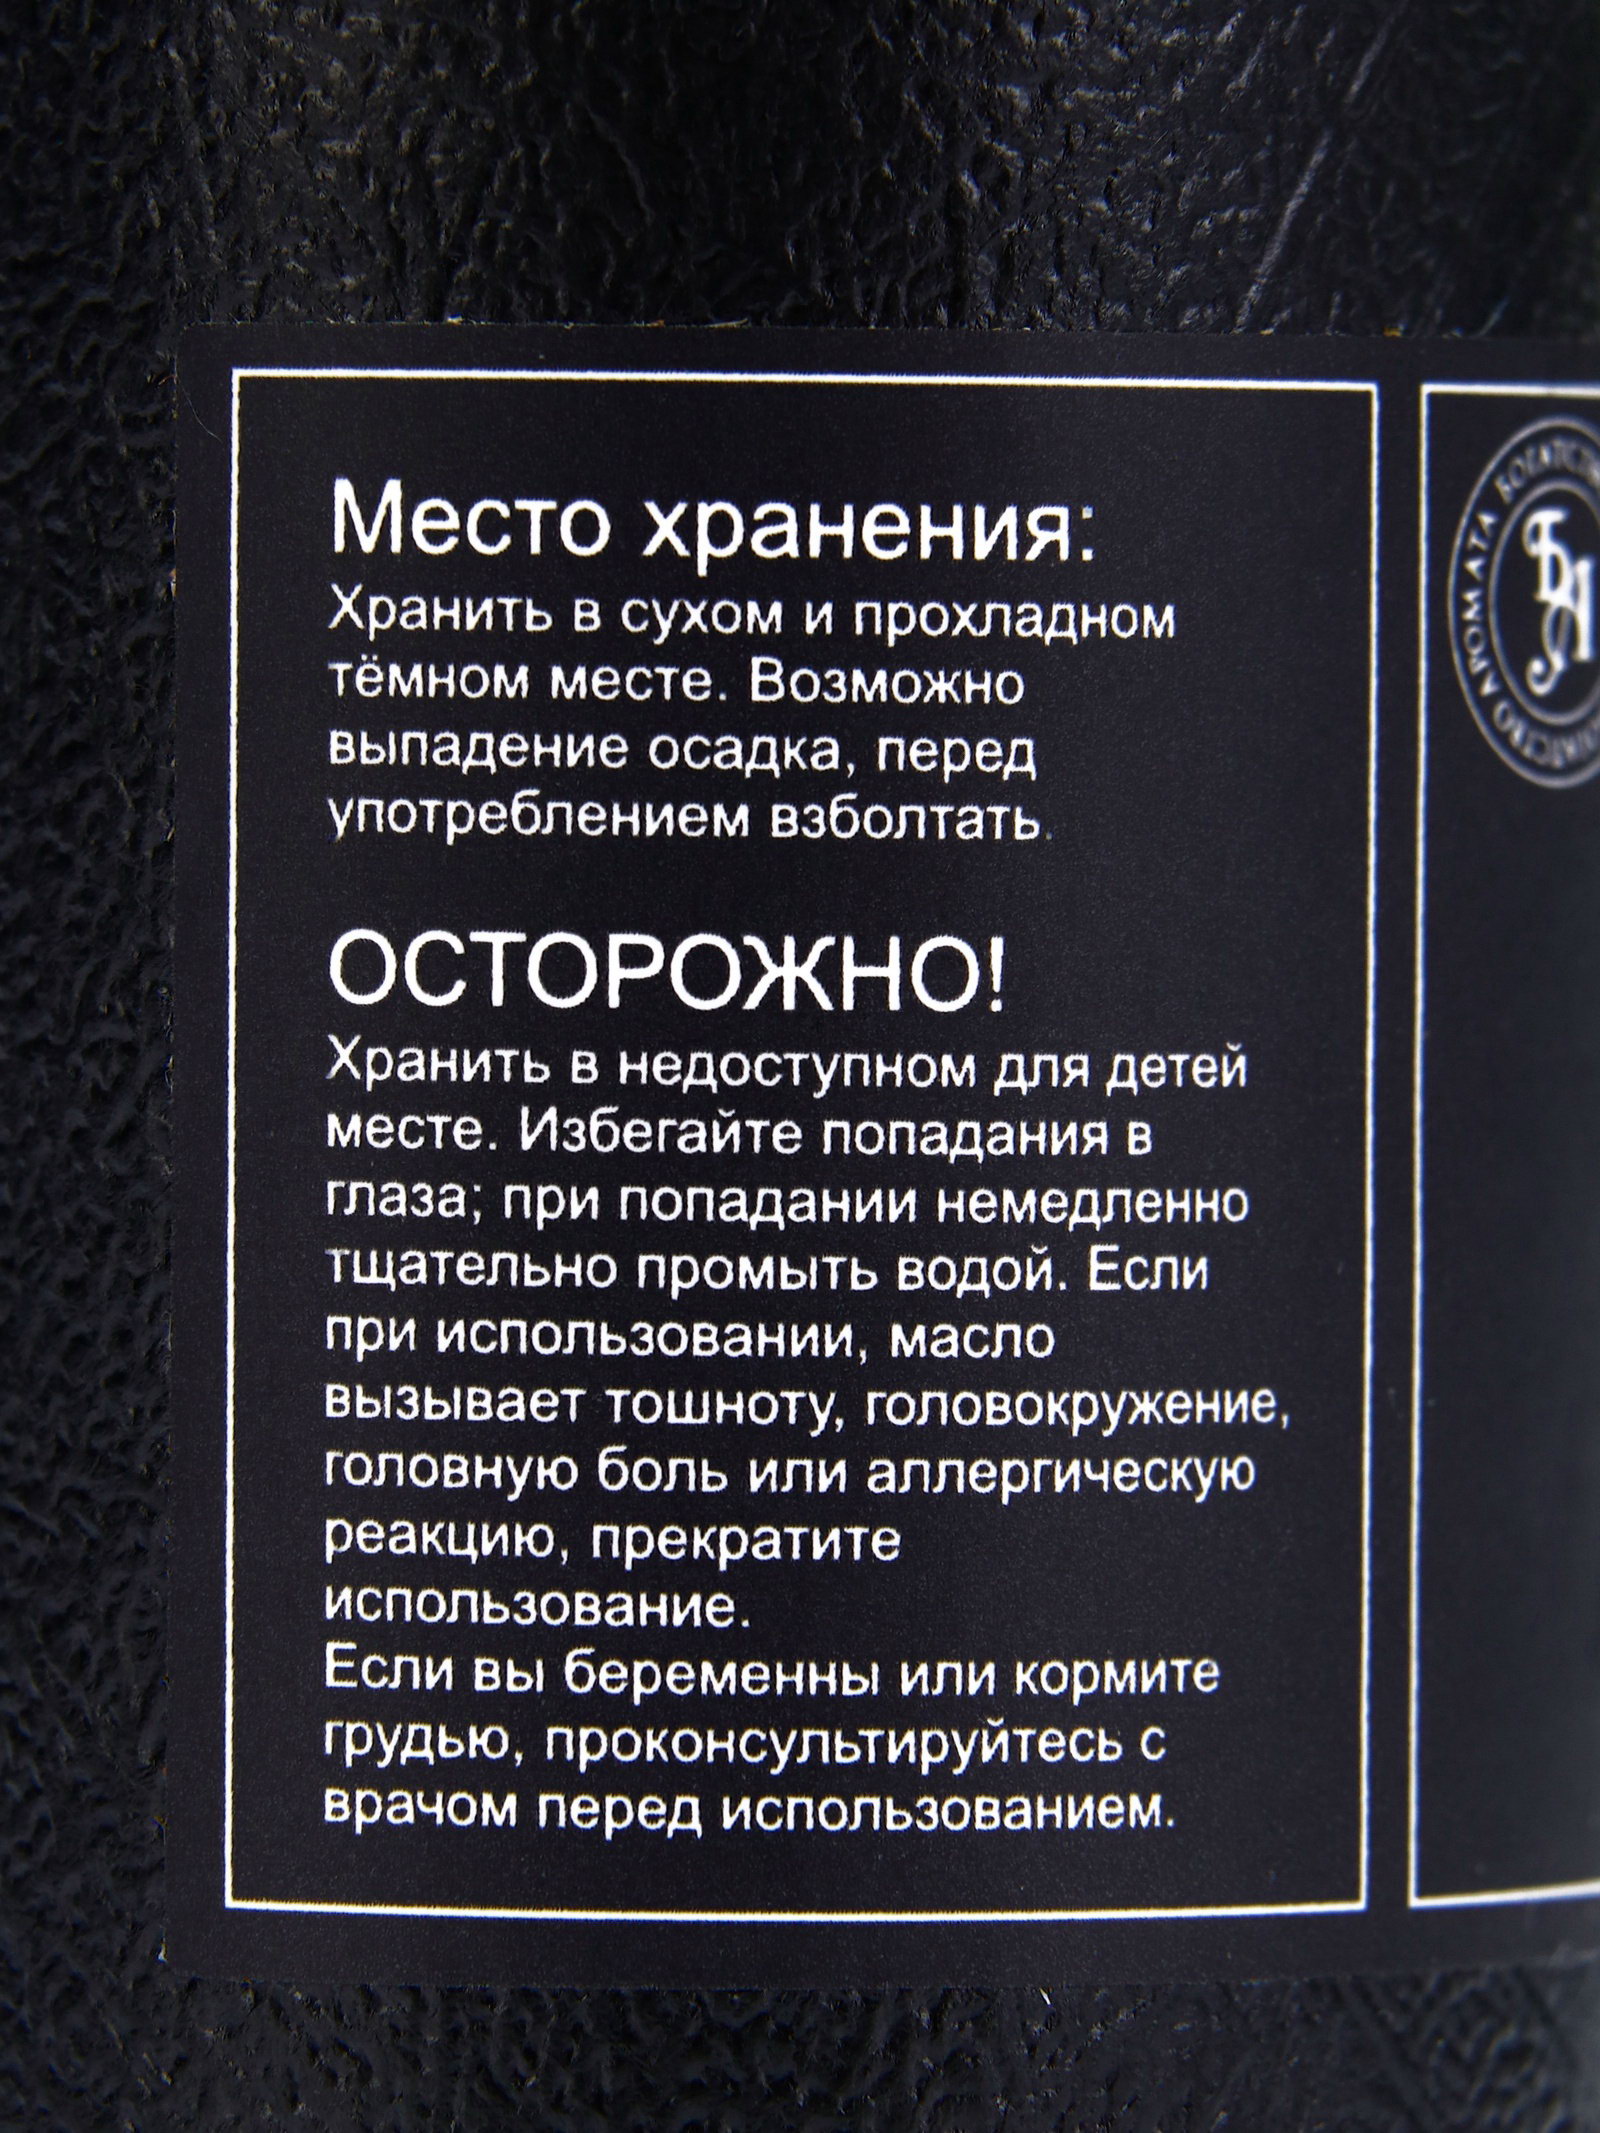 Место хранения:
Хранить в сухом и прохладном
тёмном месте. Возможно
выпадение осадка, перед
употреблением взболтать.
ОСТОРОЖНО!
Хранить в недоступном для детей
месте. Избегайте попадания в
глаза; при попадании немедленно
тщательно промыть водой. Если
при использовании, масло
вызывает тошноту, головокружение,
головную боль или аллергическую
реакцию, прекратите
использование.
Если вы беременны или кормите
грудью, проконсультируйтесь с
врачом перед использованием.
АРОМАТА
БА